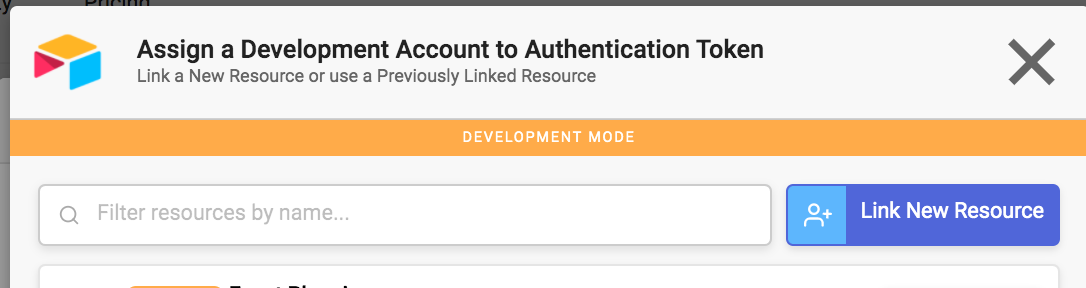 Pricing
Assign a Development Account to Authentication Token
Link a New Resource or use a Previously Linked Resource
DEVELOPMENT MODE
Filter resources by name...
Link New Resource